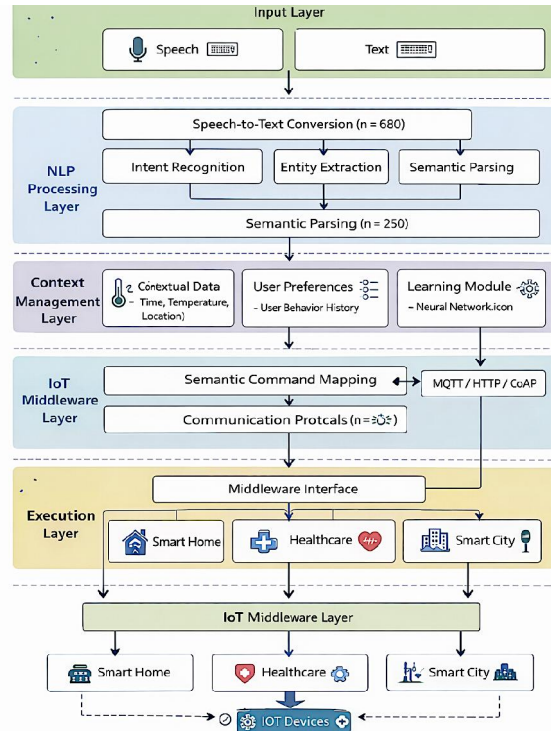 Input Layer
Speech
Text
Speech-to-Text Conversion (n = 680)
NLP
Processing
Layer
Intent Recognition
Entity Extraction
Semantic Parsing
Semantic Parsing (n = 250)
Context
Management
Layer
Contextual Data
- Time, Temperature,
Location)
User Preferences
- User Behavior History
Learning Module
- Neural Network.icon
IoT
Middleware
Layer
Semantic Command Mapping
MQTT / HTTP / CoAP
Communication Protcals (n= )
Execution
Layer
Middleware Interface
Smart Home
Healthcare
Smart City
IoT Middleware Layer
Smart Home
Healthcare
Smart City
IOT Devices